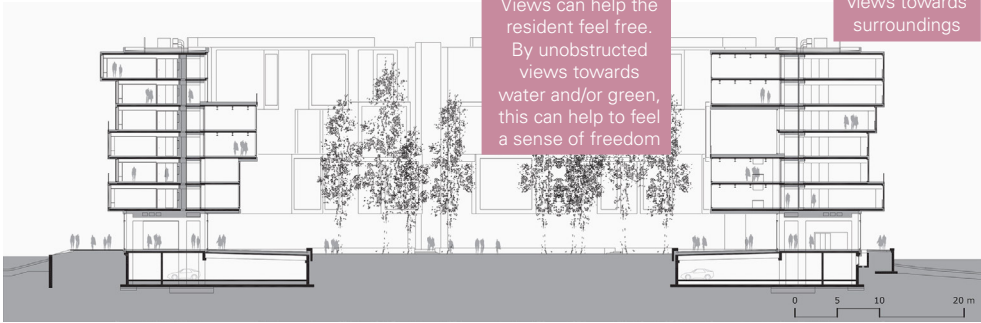 Views can help the
resident feel free.
By unobstructed
views towards
water and/or green,
this can help to feel
a sense of freedom
views towards
surroundings
0 5 10 20 m